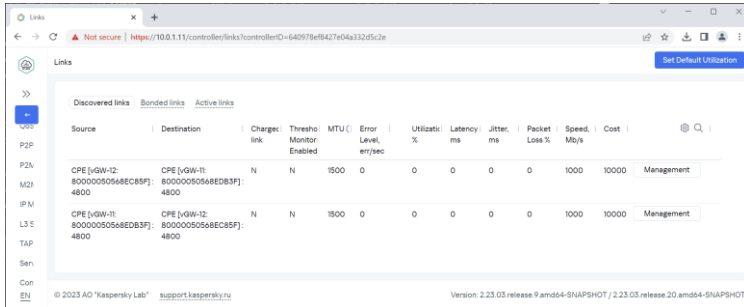 Links
Not secure | https://10.0.1.11/controller/links?controllerID=640978ef8427e04a332d5c2e
Links
Set Default Utilization
Discovered links Bonded links Active links
QoS
Source Destination Charged link Thresho Monitor Enabled MTU ( Error Level, err/sec Utilizatic % Latency ms Jitter, ms Packet Loss % Speed, Mb/s Cost
P2P
P2M
CPE [vGW-12: 80000050568EC85F] : 4800 CPE [vGW-11: 80000050568EDB3F] : 4800 N N 1500 0 0 0 0 0 1000 10000 Management
M2M
IP M
CPE [vGW-11: 80000050568EDB3F] : 4800 CPE [vGW-12: 80000050568EC85F] : 4800 N N 1500 0 0 0 0 0 1000 10000 Management
L3 S
TAP
Serv
Con
EN
© 2023 AO "Kaspersky Lab" support.kaspersky.ru Version: 2.23.03.release.9.amd64-SNAPSHOT / 2.23.03.release.20.amd64-SNAPSHOT